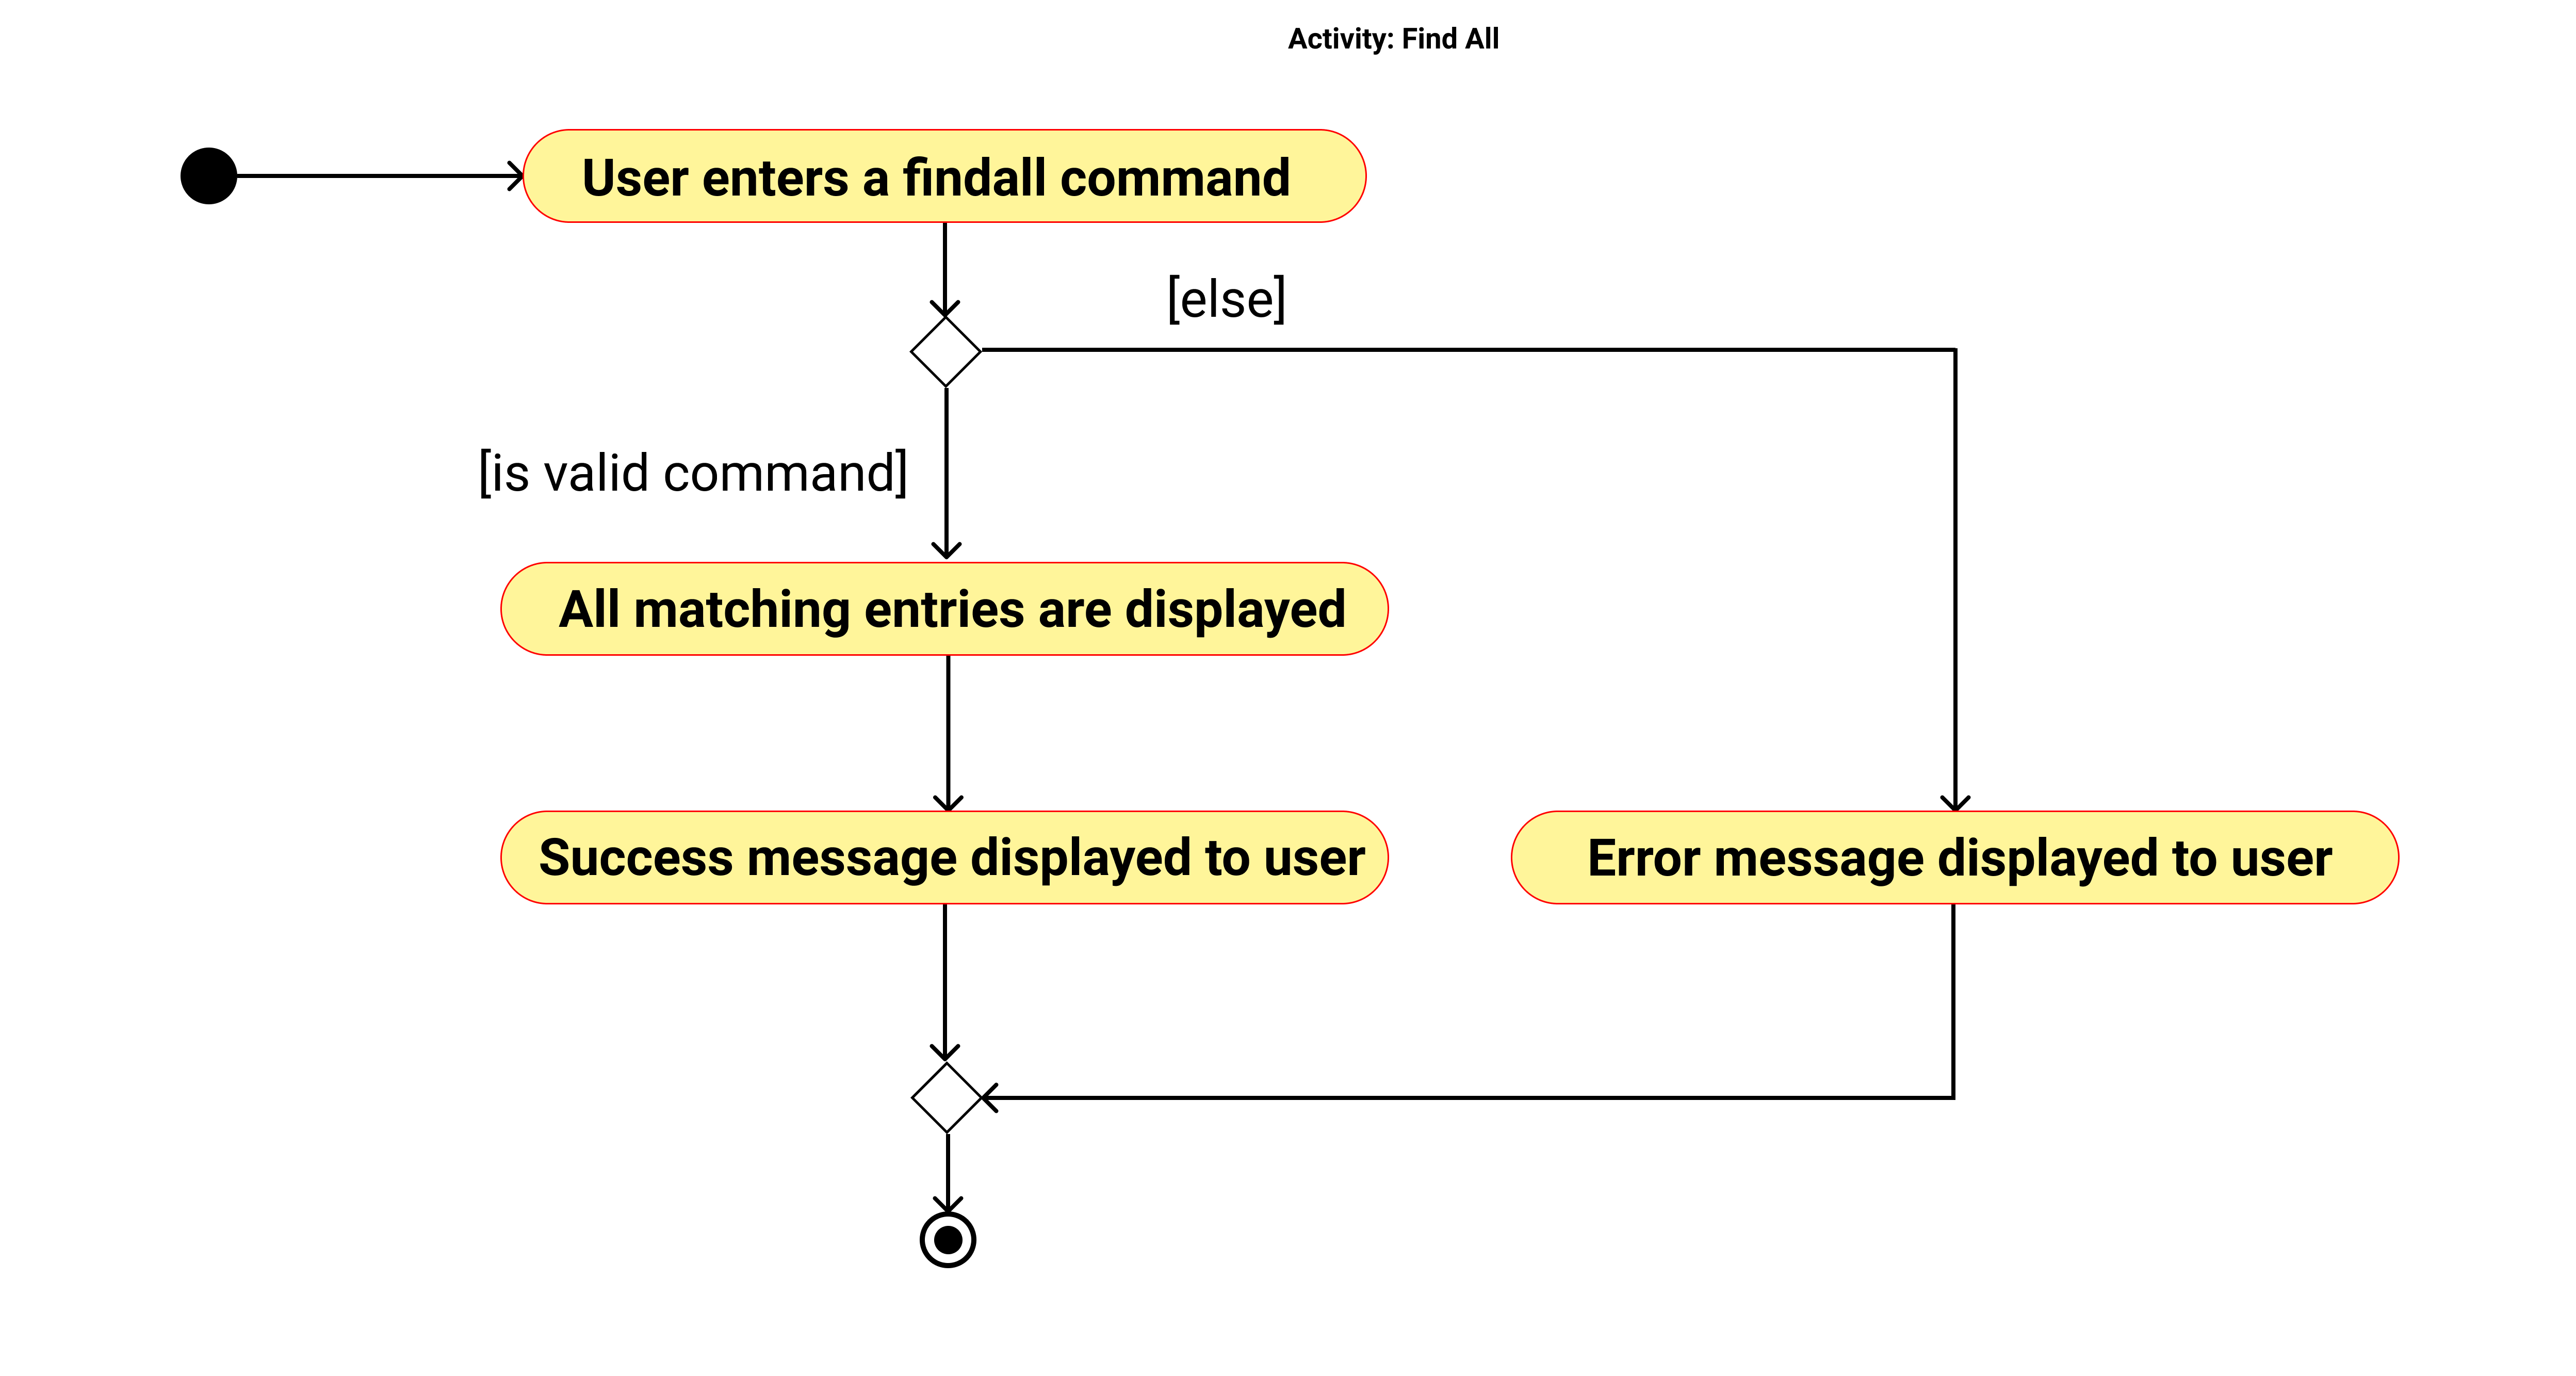 Activity: Find All
User enters a findall command
[else]
[is valid command]
All matching entries are displayed
Success message displayed to user
Error message displayed to user